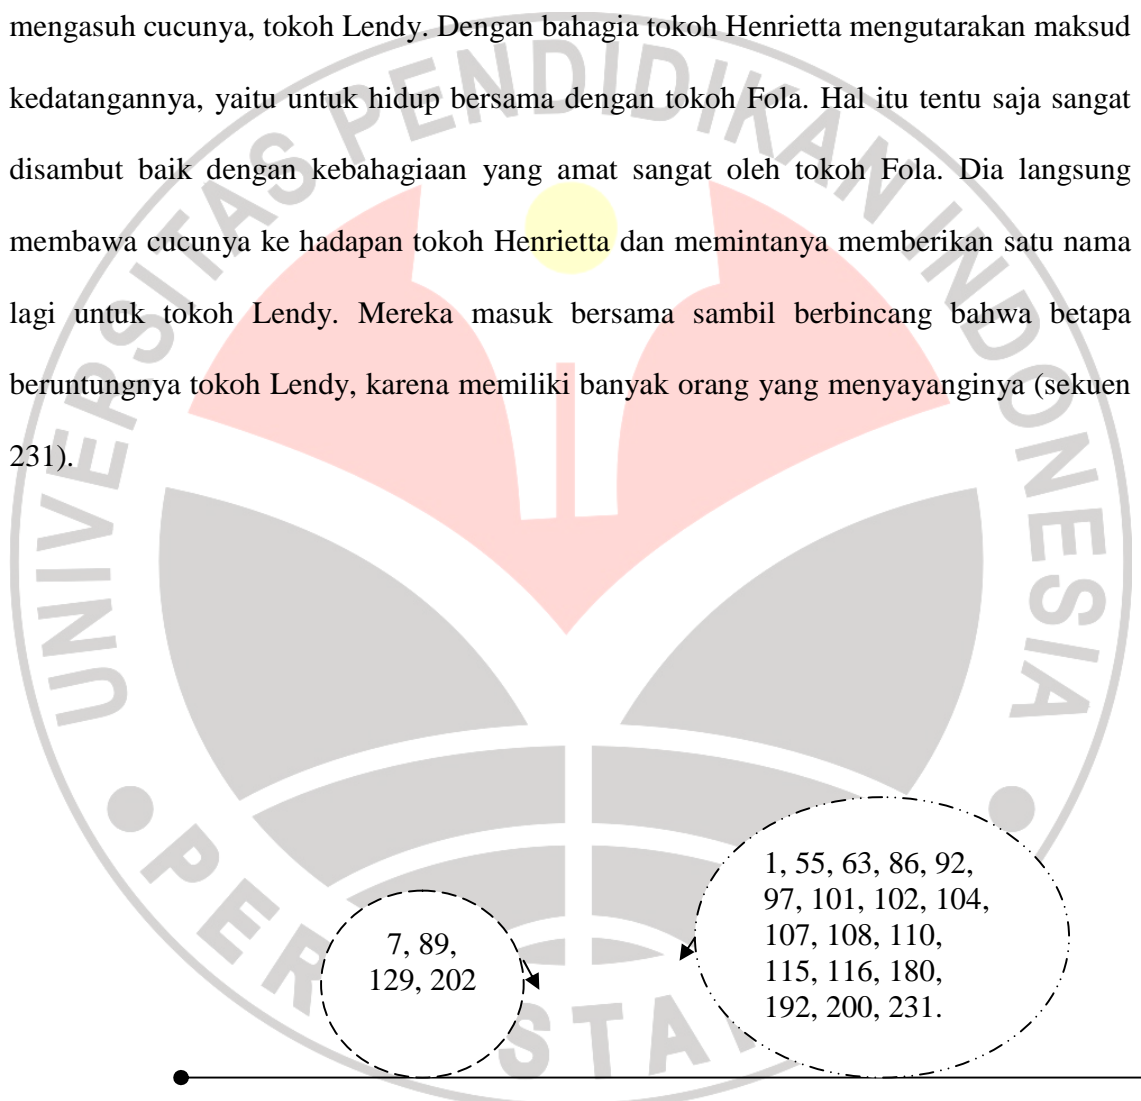 mengasuh cucunya, tokoh Lendy. Dengan bahagia tokoh Henrietta mengutarakan maksud
kedatangannya, yaitu untuk hidup bersama dengan tokoh Fola. Hal itu tentu saja sangat
disambut baik dengan kebahagiaan yang amat sangat oleh tokoh Fola. Dia langsung
membawa cucunya ke hadapan tokoh Henrietta dan memintanya memberikan satu nama
lagi untuk tokoh Lendy. Mereka masuk bersama sambil berbincang bahwa betapa
beruntungnya tokoh Lendy, karena memiliki banyak orang yang menyayanginya (sekuen
231).
UNIVERSITAS PENDIDIKAN INDONESIA
1, 55, 63, 86, 92,
97, 101, 102, 104,
107, 108, 110,
115, 116, 180,
192, 200, 231.
7, 89,
129, 202